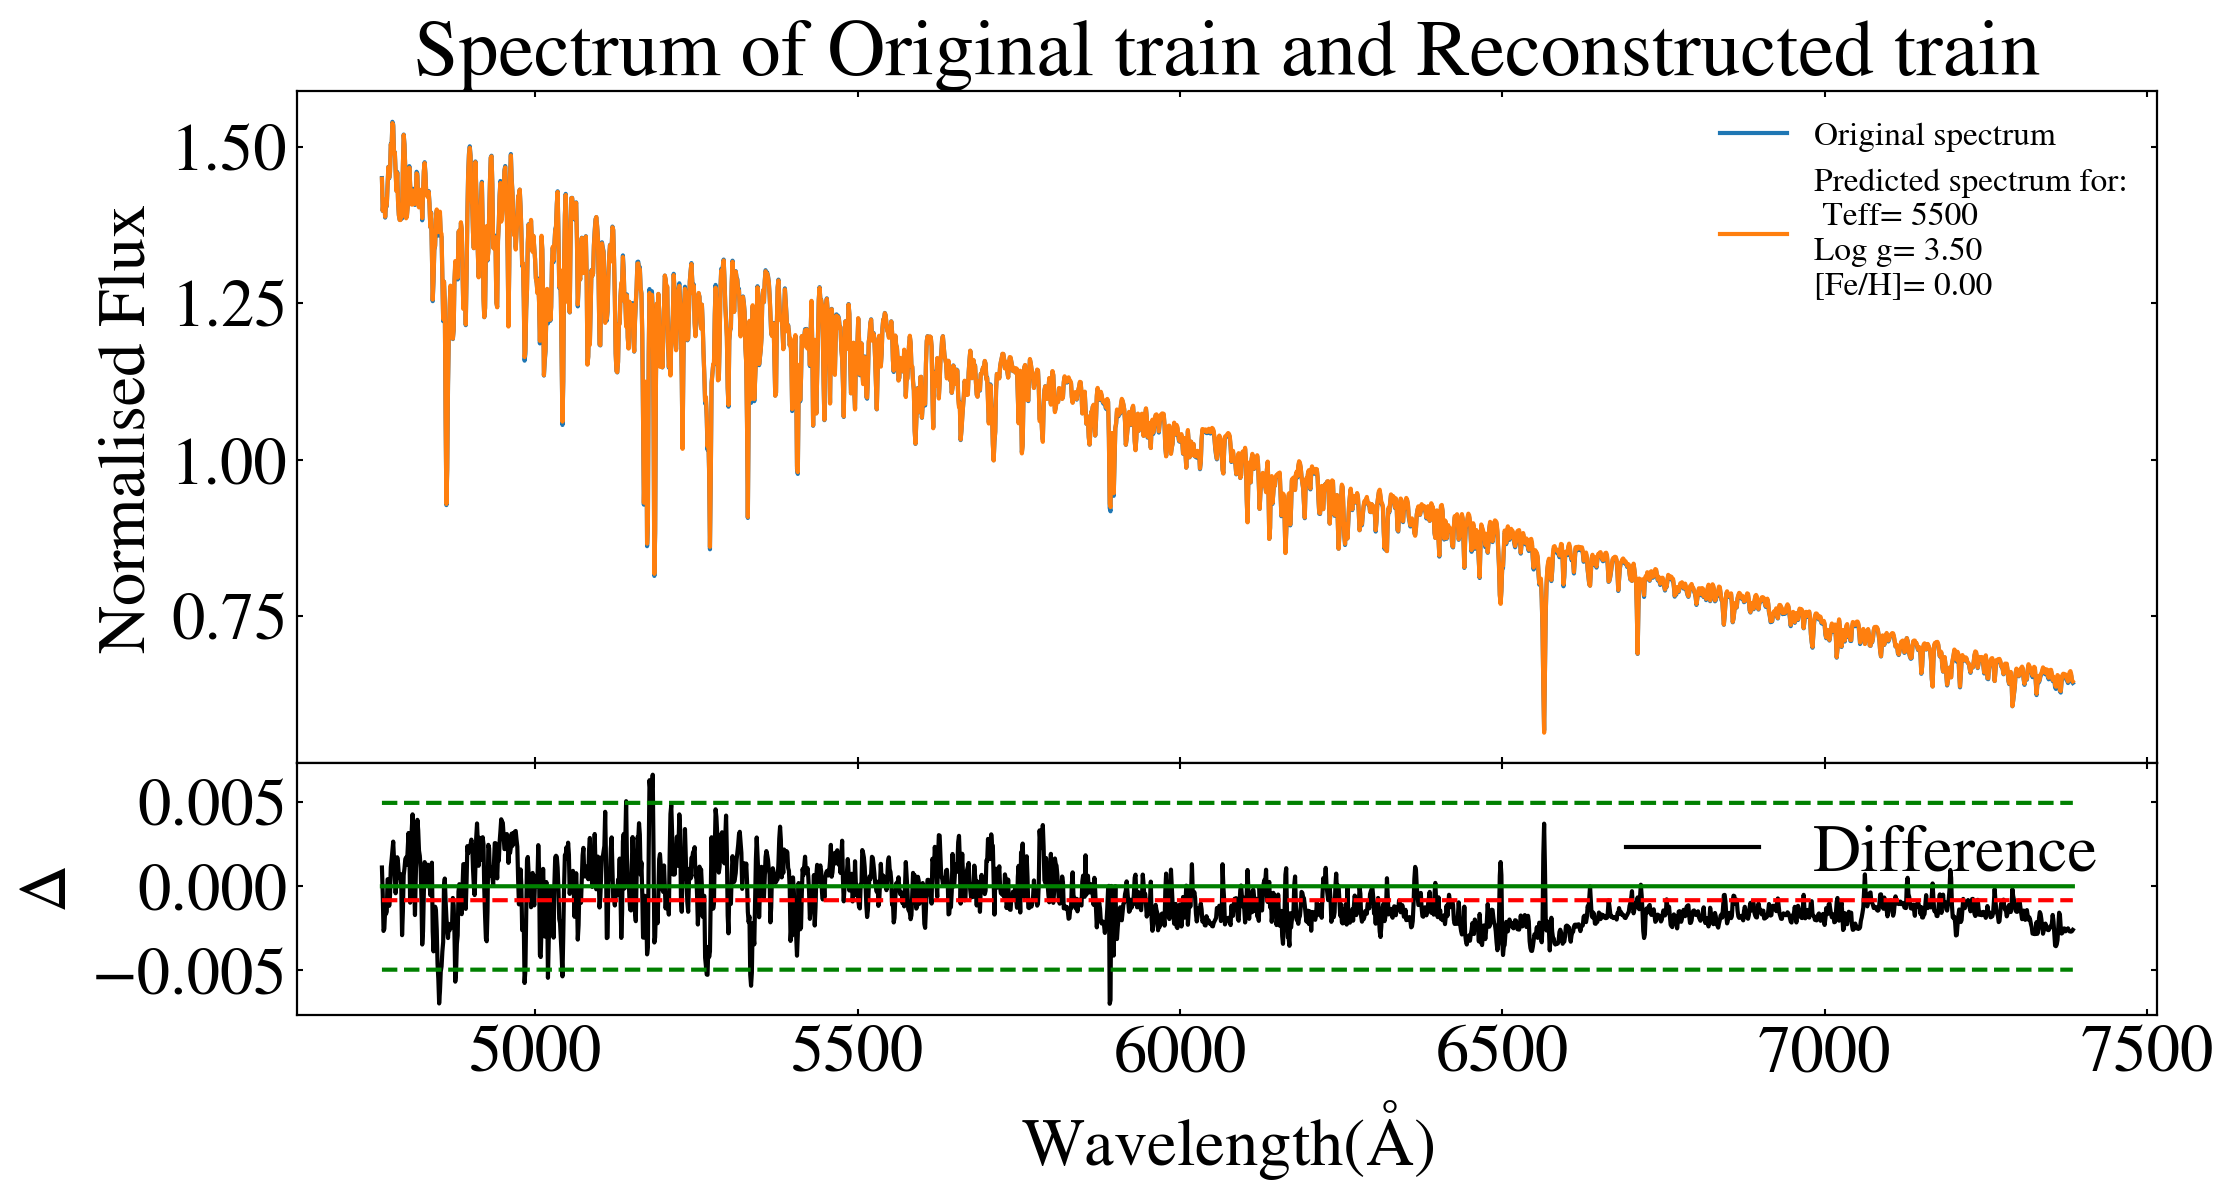 Spectrum of Original train and Reconstructed train
Normalised Flux
1.50
1.25
1.00
0.75
Original spectrum
Predicted spectrum for:
Teff= 5500
Log g= 3.50
[Fe/H]= 0.00
Δ
0.005
0.000
−0.005
Difference
5000 5500 6000 6500 7000 7500
Wavelength(Å)